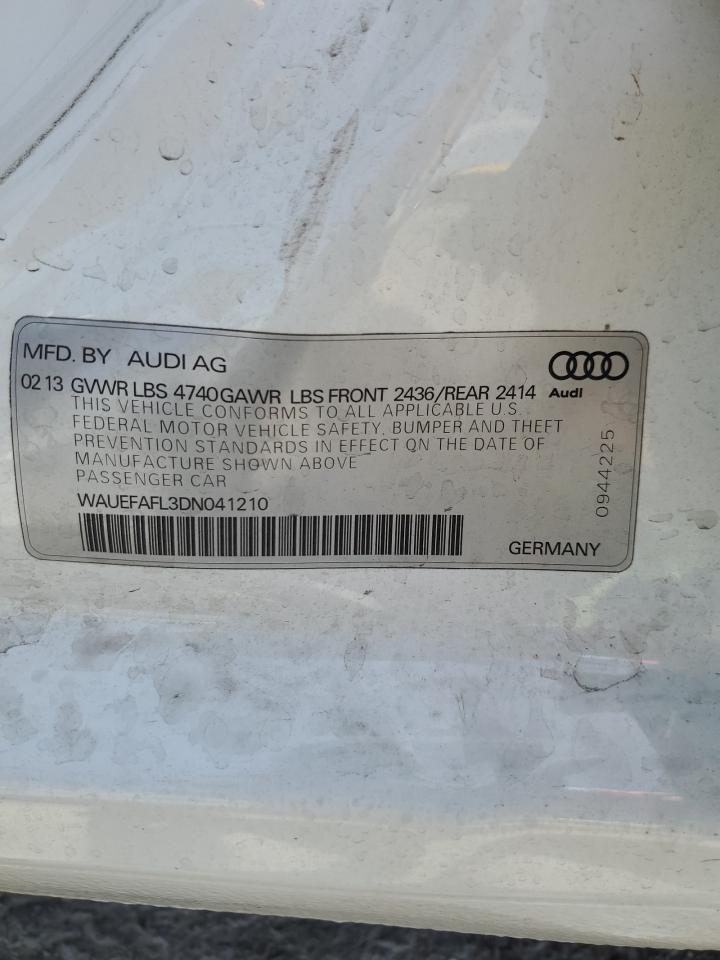 MFD. BY AUDI AG
02 13 GVWR LBS 4740 GAWR LBS FRONT 2436/REAR 2414
Audi
THIS VEHICLE CONFORMS TO ALL APPLICABLE U.S.
FEDERAL MOTOR VEHICLE SAFETY, BUMPER AND THEFT
PREVENTION STANDARDS IN EFFECT ON THE DATE OF
MANUFACTURE SHOWN ABOVE
PASSENGER CAR
WAUEFAFL3DN041210
GERMANY
0944225